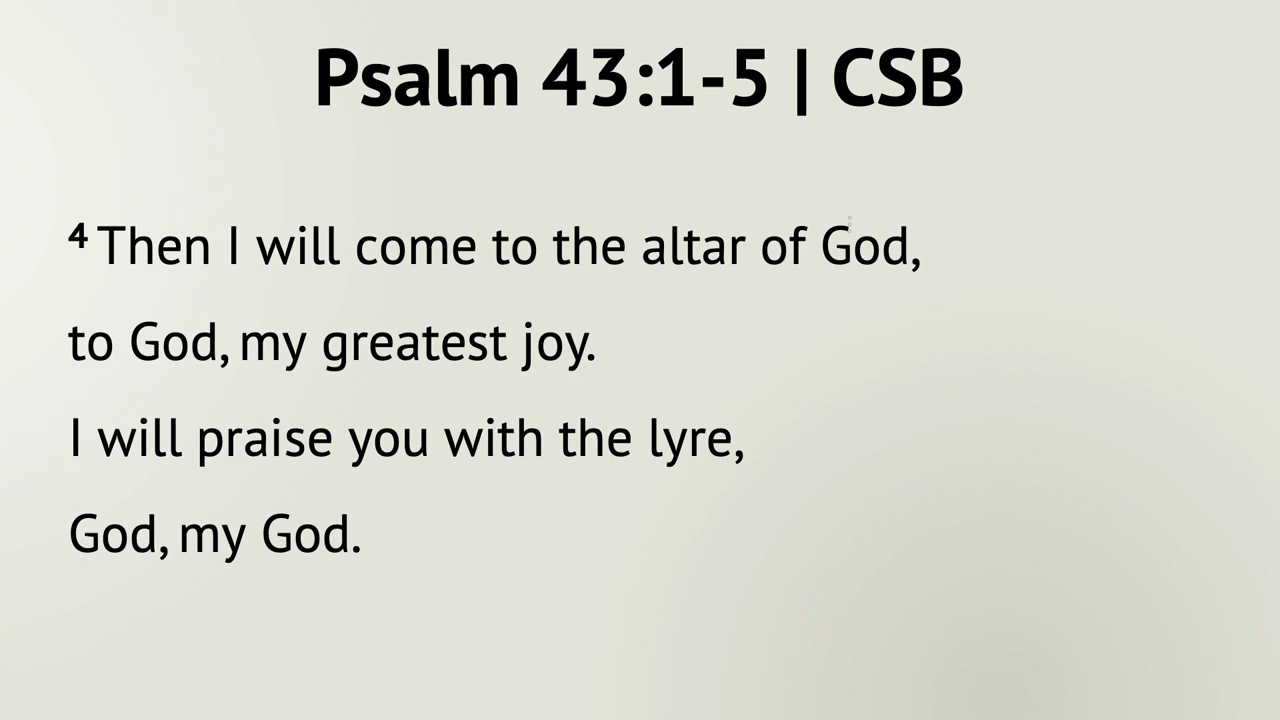 Psalm 43:1-5 | CSB
⁴ Then I will come to the altar of God,
to God, my greatest joy.
I will praise you with the lyre,
God, my God.